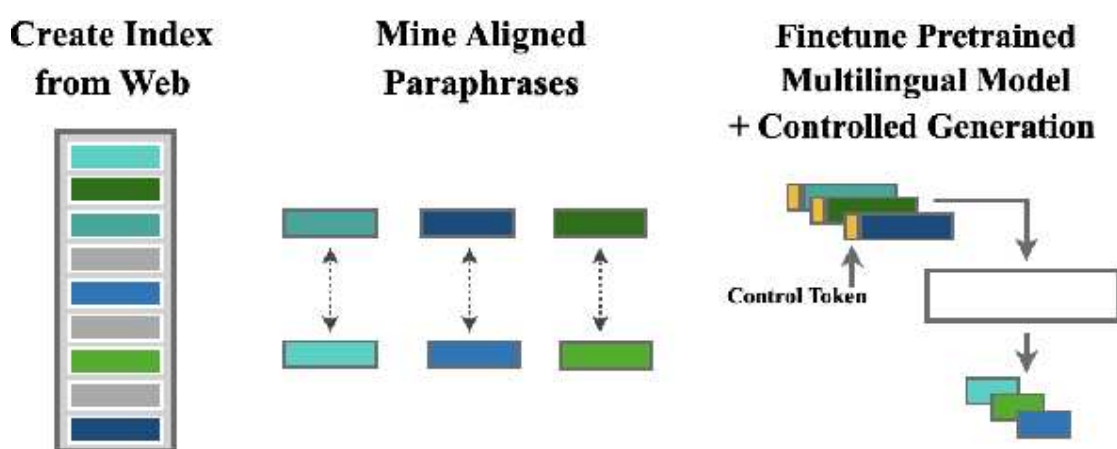 Create Index
from Web
Mine Aligned
Paraphrases
Finetune Pretrained
Multilingual Model
+ Controlled Generation
Control Token